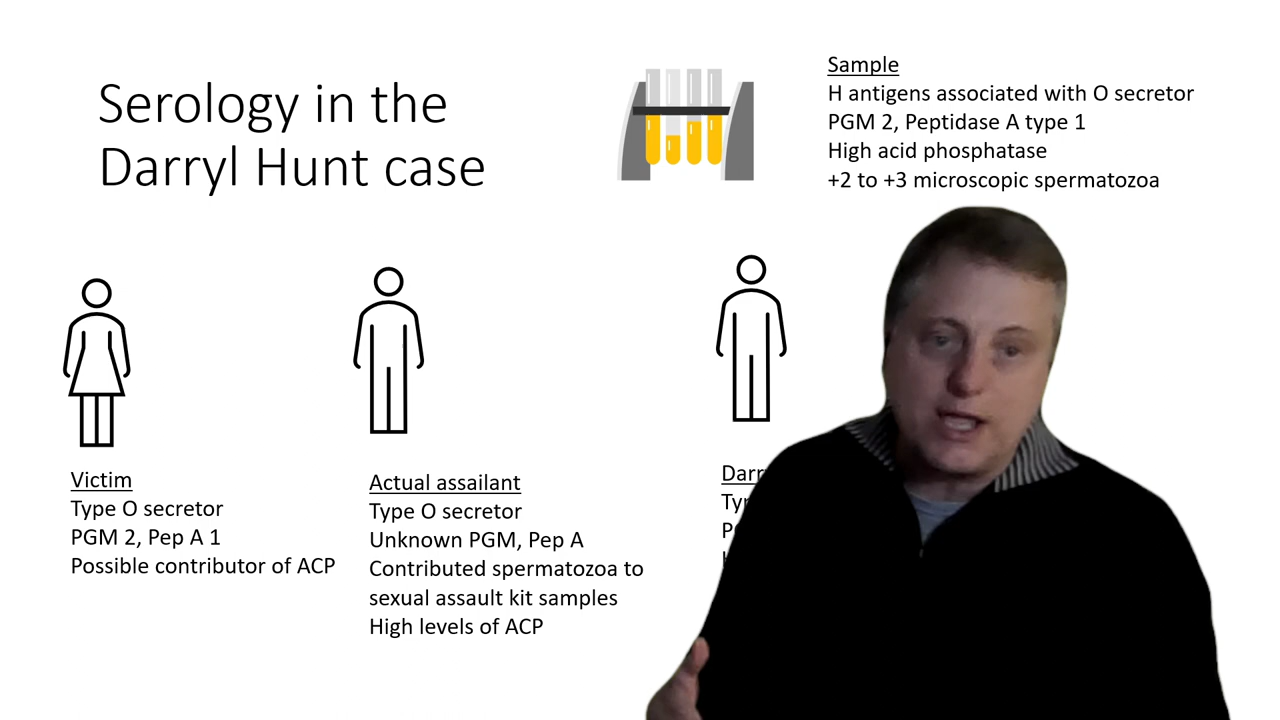 Serology in the
Darryl Hunt case
Sample
H antigens associated with O secretor
PGM 2, Peptidase A type 1
High acid phosphatase
+2 to +3 microscopic spermatozoa
Victim
Type O secretor
PGM 2, Pep A 1
Possible contributor of ACP
Actual assailant
Type O secretor
Unknown PGM, Pep A
Contributed spermatozoa to
sexual assault kit samples
High levels of ACP